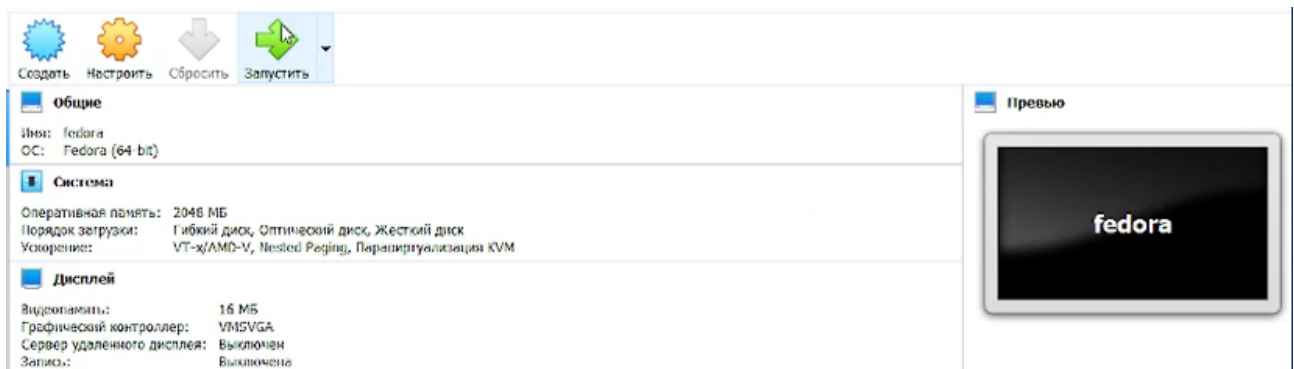 Создать Настроить Сбросить Запустить
Общие
Имя: fedora
ОС: Fedora (64-bit)
Система
Оперативная память: 2048 МБ
Порядок загрузки: Гибкий диск, Оптический диск, Жёсткий диск
Ускорение: VT-x/AMD-V, Nested Paging, Паравиртуализация KVM
Дисплей
Видеопамять: 16 МБ
Графический контроллер: VMSVGA
Сервер удаленного дисплея: Выключен
Запись: Выключена
Превью
fedora